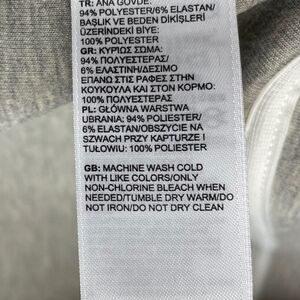 TR: ANA GÖVDE:
94% POLYESTER/6% ELASTAN/
BAŞLIK VE BEDEN DİKİŞLERİ
ÜZERİNDEKİ BİYE:
100% POLYESTER
GR: ΚΥΡΙΩΣ ΣΩΜΑ:
94% ΠΟΛΥΕΣΤΕΡΑΣ/
6% ΕΛΑΣΤΙΝΗ/ΔΕΣΙΜΟ
ΕΠΑΝΩ ΣΤΙΣ ΡΑΦΕΣ ΣΤΗΝ
ΚΟΥΚΟΥΛΑ ΚΑΙ ΣΤΟΝ ΚΟΡΜΟ:
100% ΠΟΛΥΕΣΤΕΡΑΣ
PL: GŁÓWNA WARSTWA
UBRANIA: 94% POLIESTER/
6% ELASTAN/OBSZYCIE NA
SZWACH PRZY KAPTURZE I
TUŁOWIU: 100% POLIESTER
GB: MACHINE WASH COLD
WITH LIKE COLORS/ONLY
NON-CHLORINE BLEACH WHEN
NEEDED/TUMBLE DRY WARM/DO
NOT IRON/DO NOT DRY CLEAN